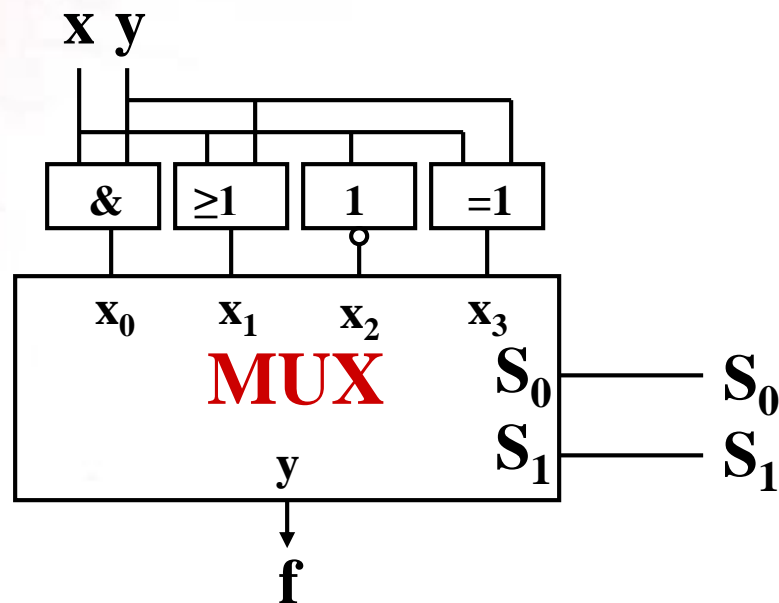 x y
& ≥1 1 =1
x₀ x₁ x₂ x₃
MUX S₀ S₀
S₁ S₁
y
f